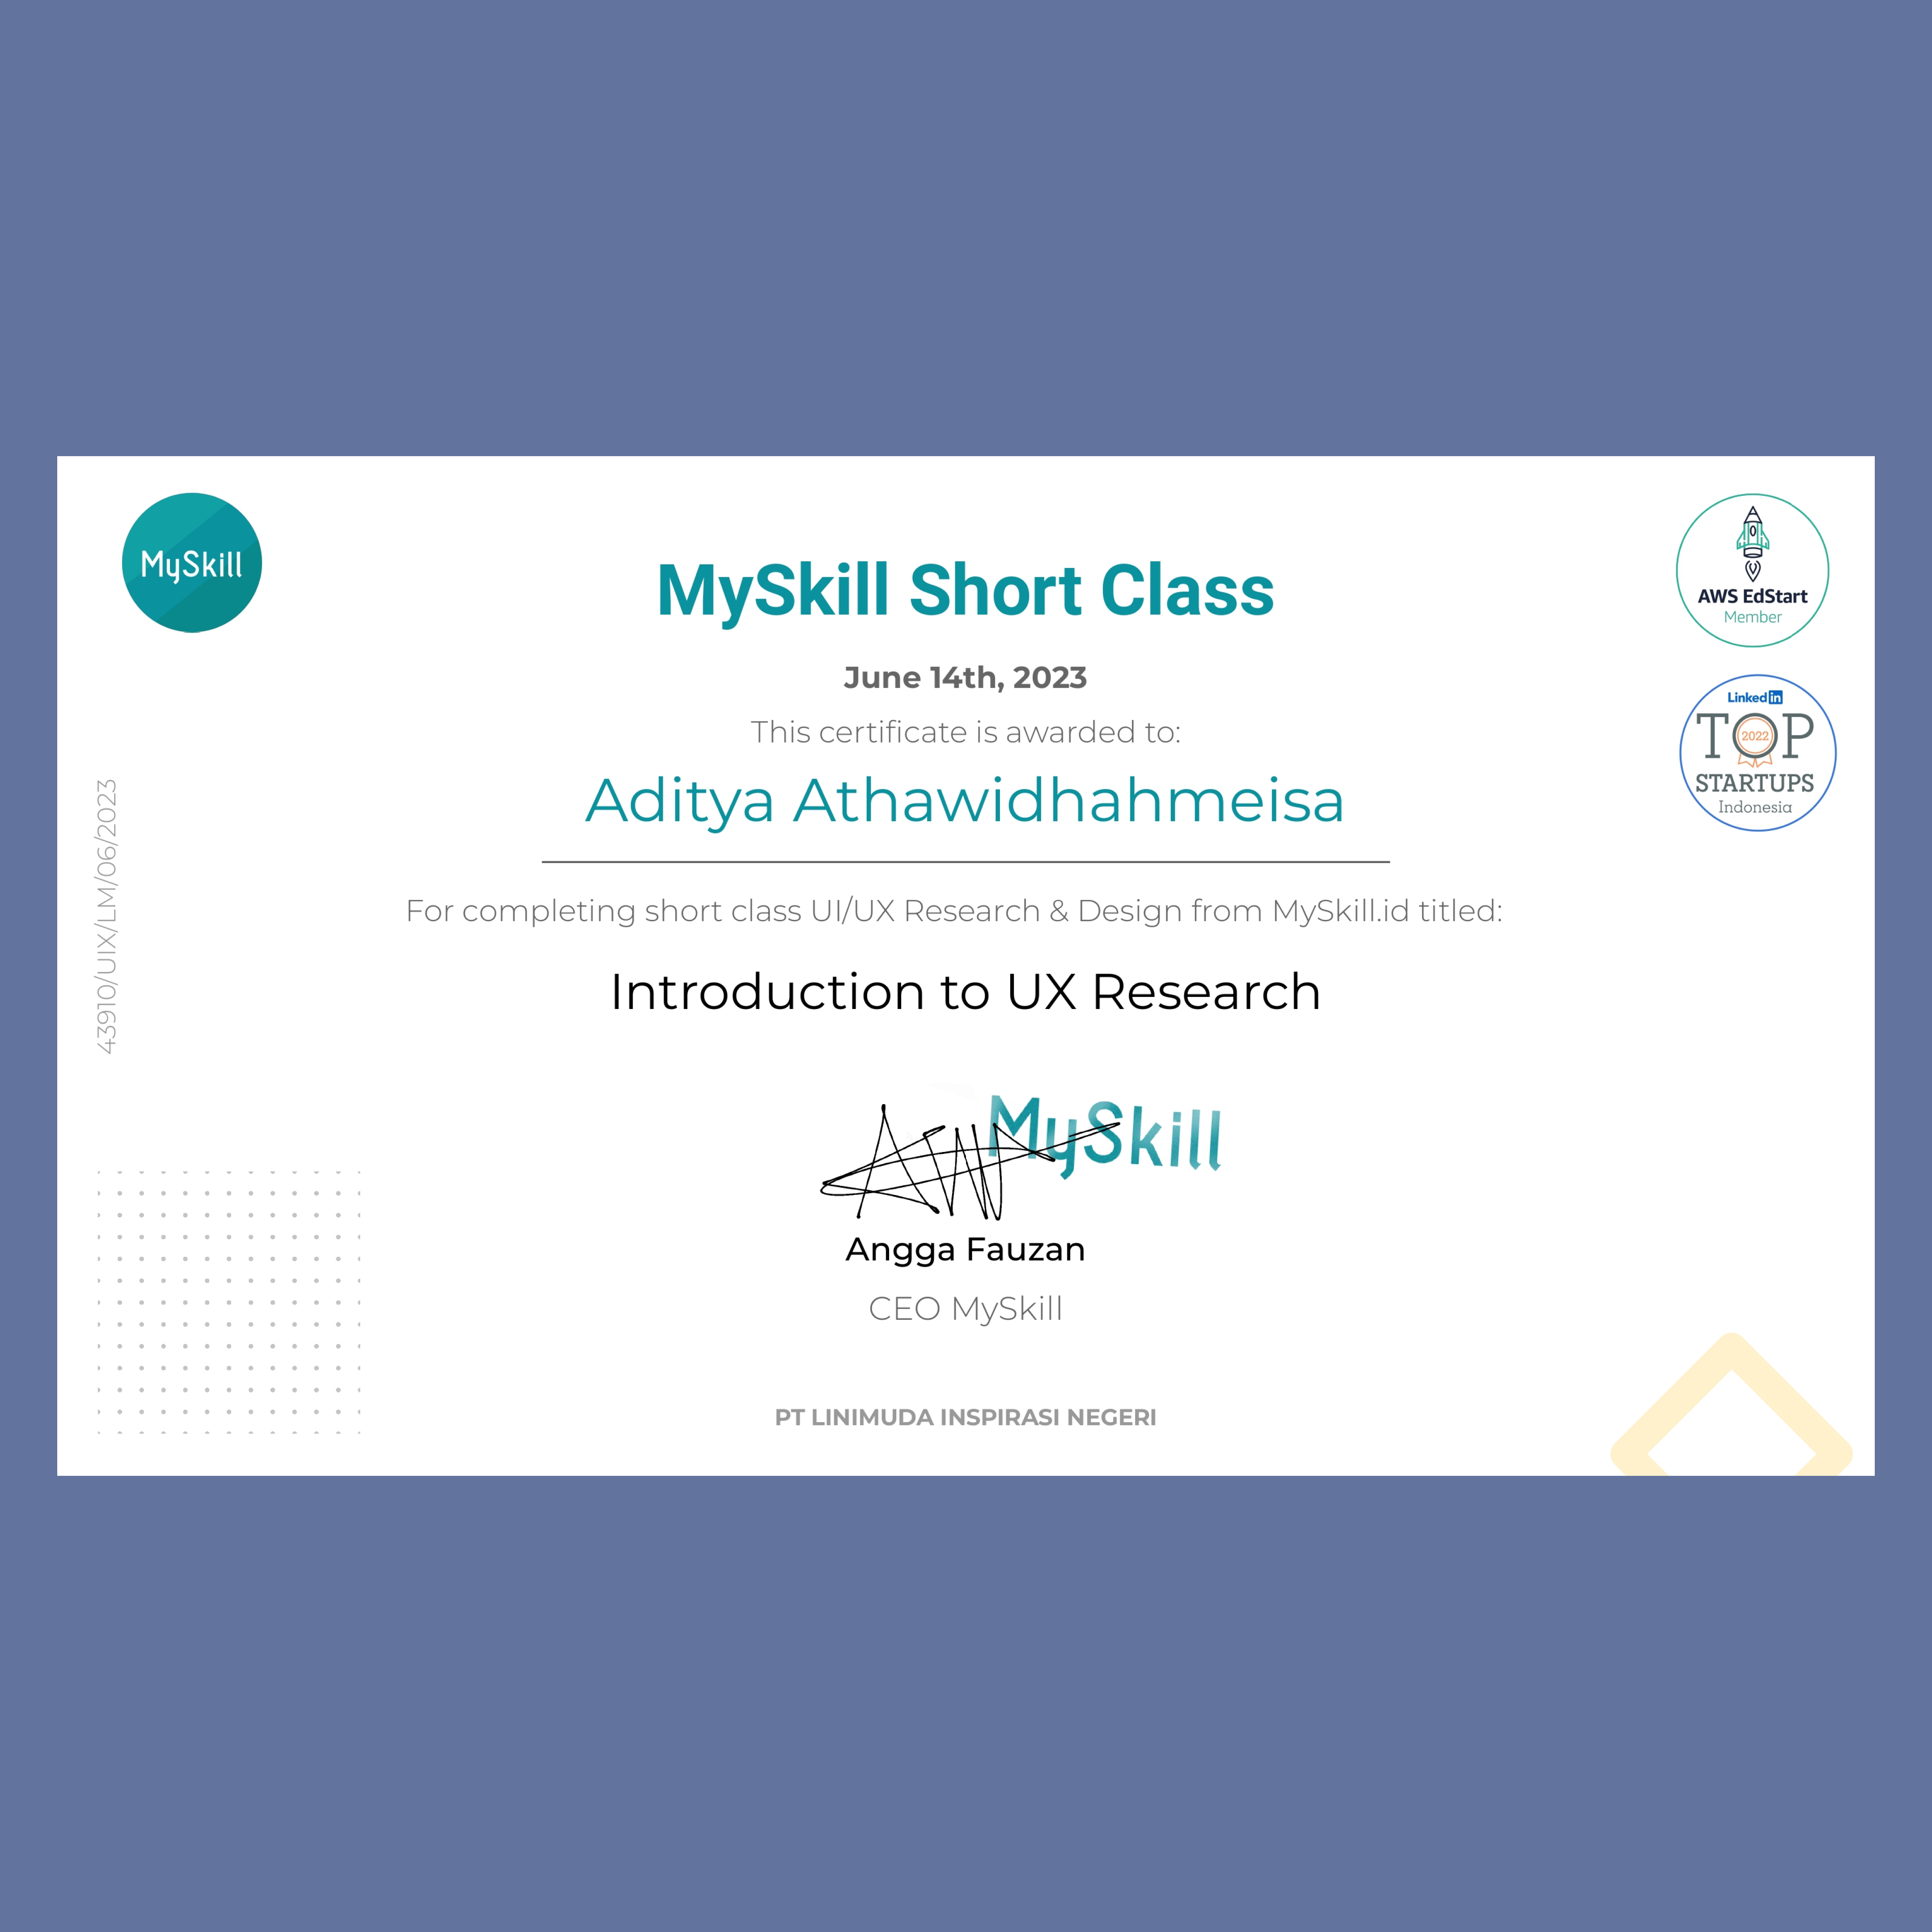 MySkill
AWS EdStart
Member
MySkill Short Class
June 14th, 2023
This certificate is awarded to:
Linked in
TOP
2022
STARTUPS
Indonesia
Aditya Athawidhahmeisa
43910/UIX/LM/06/2023
For completing short class UI/UX Research & Design from MySkill.id titled:
Introduction to UX Research
MySkill
Angga Fauzan
CEO MySkill
PT LINIMUDA INSPIRASI NEGERI